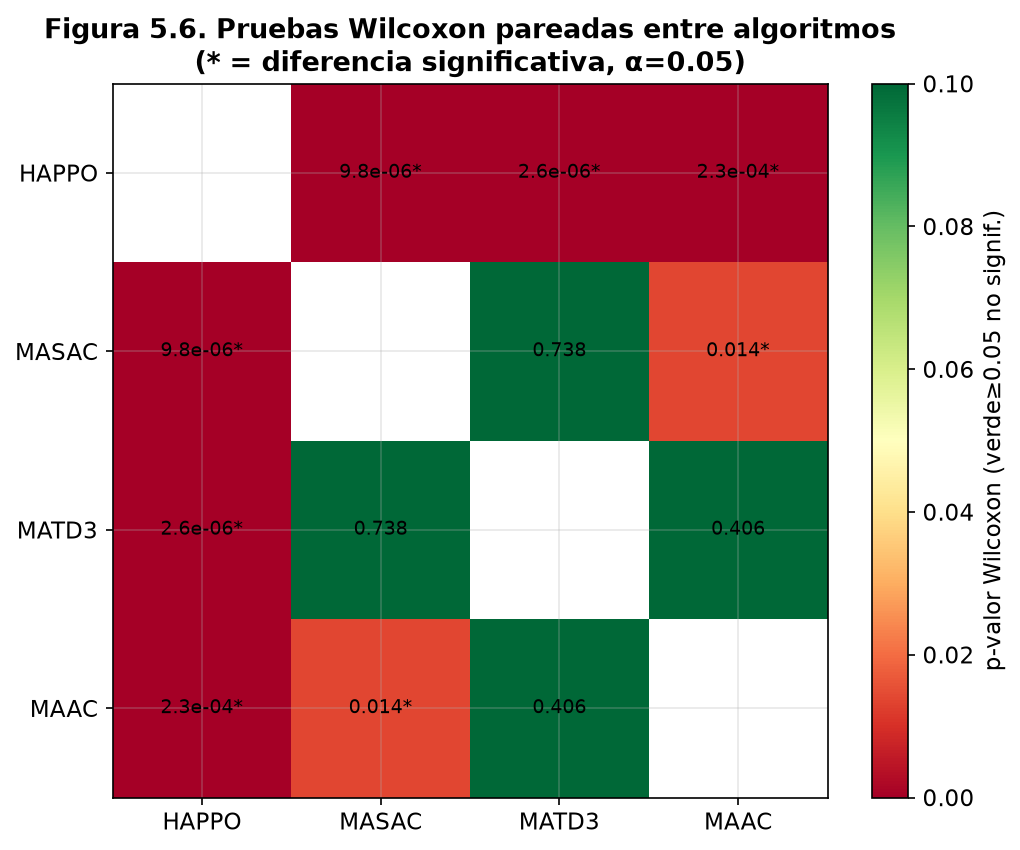 Figura 5.6. Pruebas Wilcoxon pareadas entre algoritmos
(* = diferencia significativa, α=0.05)
HAPPO
9.8e-06*
2.6e-06*
2.3e-04*
MASAC
9.8e-06*
0.738
0.014*
MATD3
2.6e-06*
0.738
0.406
MAAC
2.3e-04*
0.014*
0.406
HAPPO
MASAC
MATD3
MAAC
0.10
0.08
0.06
0.04
0.02
0.00
p-valor Wilcoxon (verde≥0.05 no signif.)